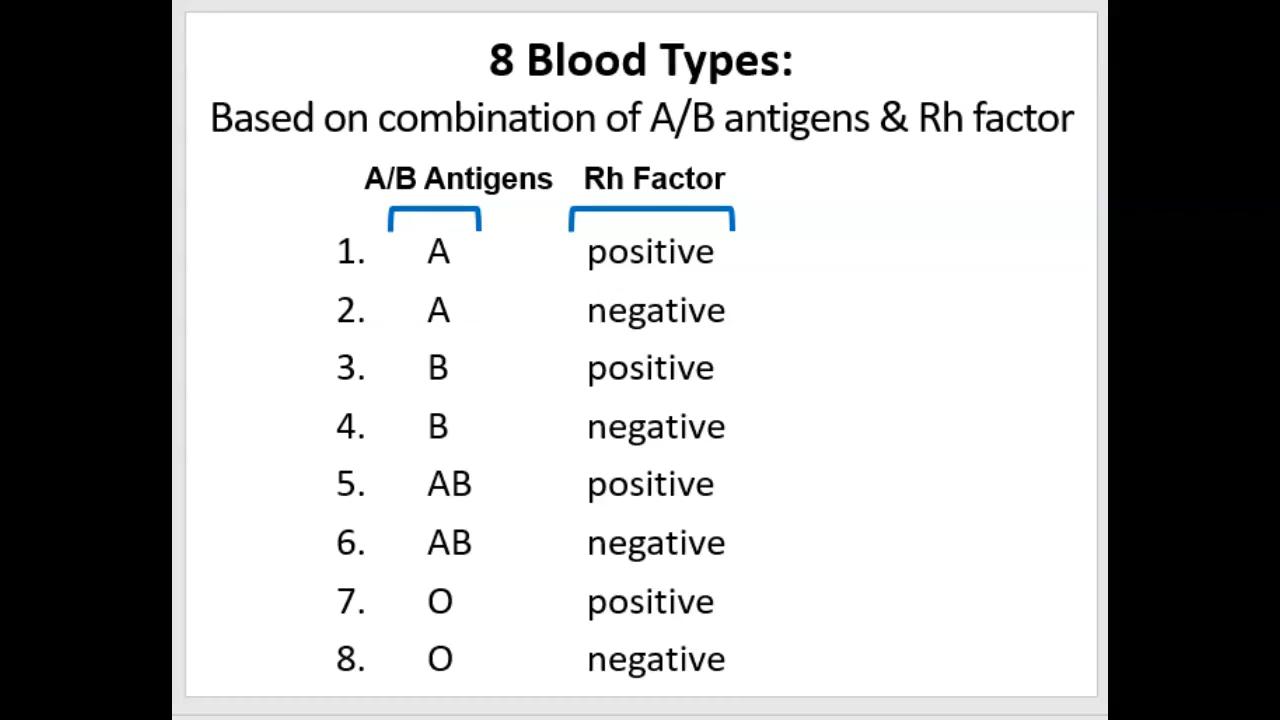 8 Blood Types:
Based on combination of A/B antigens & Rh factor
A/B Antigens Rh Factor
1. A positive
2. A negative
3. B positive
4. B negative
5. AB positive
6. AB negative
7. O positive
8. O negative